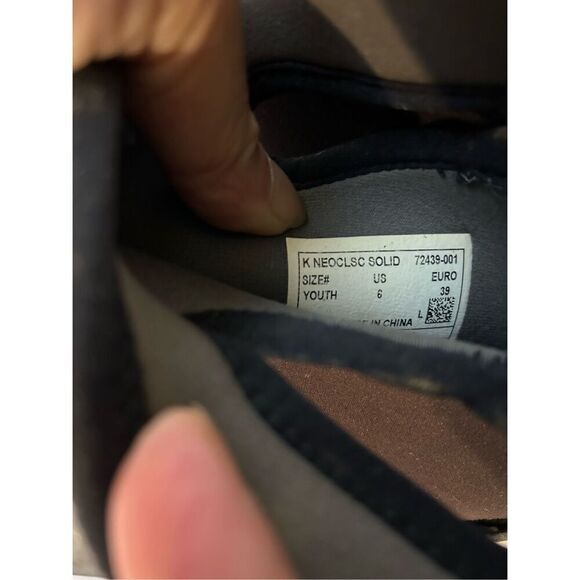 K NEOCLSC SOLID 72439-001
SIZE# US EURO
YOUTH 6 39
IN CHINA L